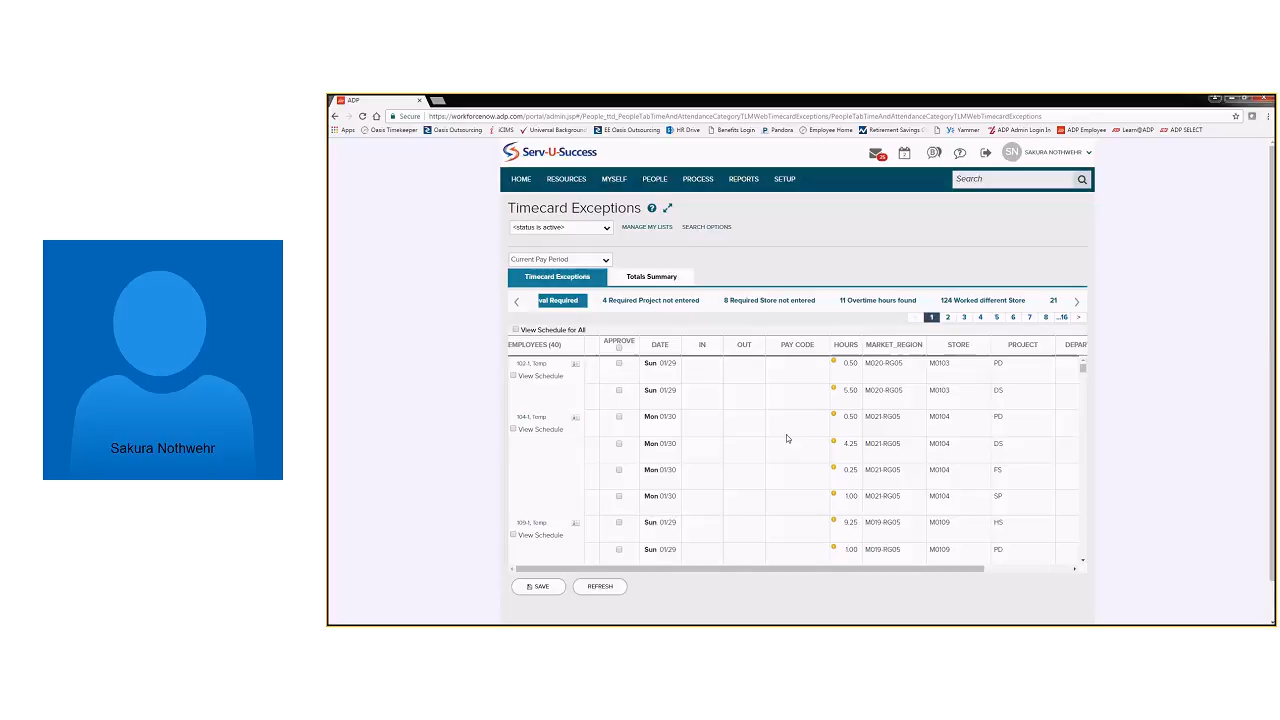 ADP
Secure https://workforcenow.adp.com/portal/admin.jsp#/People_ttd_PeopleTabTimeAndAttendanceCategoryTLMWebTimecardExceptions/PeopleTabTimeAndAttendanceCategoryTLMWebTimecardExceptions
Apps Oasis Timekeeper Oasis Outsourcing iCIMS Universal Background EE Oasis Outsourcing HR Drive Benefits Login Pandora Employee Home Retirement Savings Yammer ADP Admin Login In ADP Employee Learn@ADP ADP SELECT
Serv-U-Success
SN SAKURA NOTHWEHR
HOME RESOURCES MYSELF PEOPLE PROCESS REPORTS SETUP Search
Timecard Exceptions
<status is active> MANAGE MY LISTS SEARCH OPTIONS
Current Pay Period
Timecard Exceptions Totals Summary
val Required 4 Required Project not entered 8 Required Store not entered 11 Overtime hours found 124 Worked different Store 21
< 1 2 3 4 5 6 7 8 ...16 >
View Schedule for All
EMPLOYEES (40) APPROVE DATE IN OUT PAY CODE HOURS MARKET_REGION STORE PROJECT DEPAR
102-1, Temp Sun 01/29 0.50 M020-RG05 M0103 PD
View Schedule
Sun 01/29 5.50 M020-RG05 M0103 DS
104-1, Temp Mon 01/30 0.50 M021-RG05 M0104 PD
View Schedule
Mon 01/30 4.25 M021-RG05 M0104 DS
Mon 01/30 0.25 M021-RG05 M0104 FS
Mon 01/30 1.00 M021-RG05 M0104 SP
109-1, Temp Sun 01/29 9.25 M019-RG05 M0109 HS
View Schedule
Sun 01/29 1.00 M019-RG05 M0109 PD
SAVE REFRESH
Sakura Nothwehr